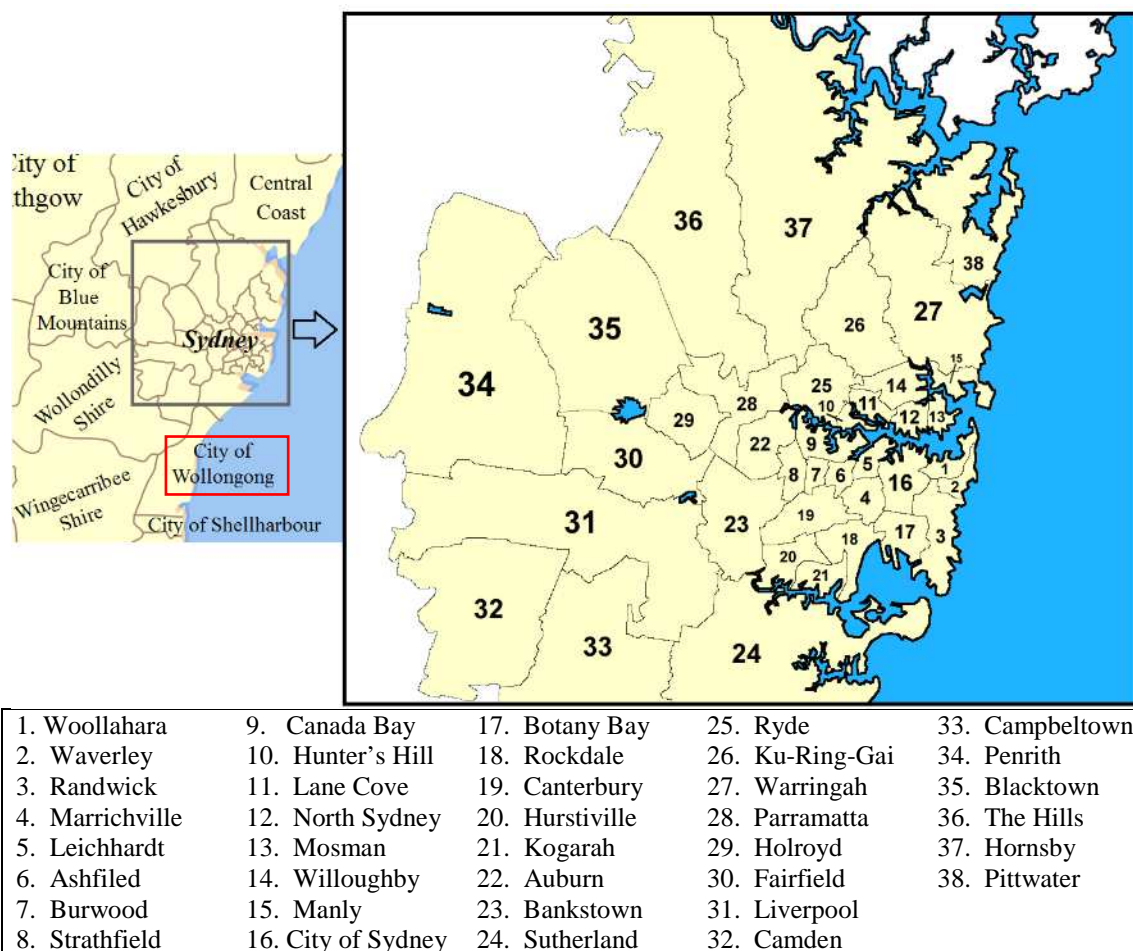 City of
thgow
City of
Hawkesbury
Central
Coast
City of
Blue
Mountains
Sydney
Wollondilly
Shire
City of
Wollongong
Wingecarribee
Shire
City of Shellharbour
36
37
38
35
27
26
34
15
25
14
28
10
11
12
13
29
22
9
30
8
7
6
5
16
1
2
4
31
23
19
18
17
3
20
21
32
33
24
1. Woollahara
2. Waverley
3. Randwick
4. Marrichville
5. Leichhardt
6. Ashfiled
7. Burwood
8. Strathfield
9. Canada Bay
10. Hunter's Hill
11. Lane Cove
12. North Sydney
13. Mosman
14. Willoughby
15. Manly
16. City of Sydney
17. Botany Bay
18. Rockdale
19. Canterbury
20. Hurstiville
21. Kogarah
22. Auburn
23. Bankstown
24. Sutherland
25. Ryde
26. Ku-Ring-Gai
27. Warringah
28. Parramatta
29. Holroyd
30. Fairfield
31. Liverpool
32. Camden
33. Campbeltown
34. Penrith
35. Blacktown
36. The Hills
37. Hornsby
38. Pittwater